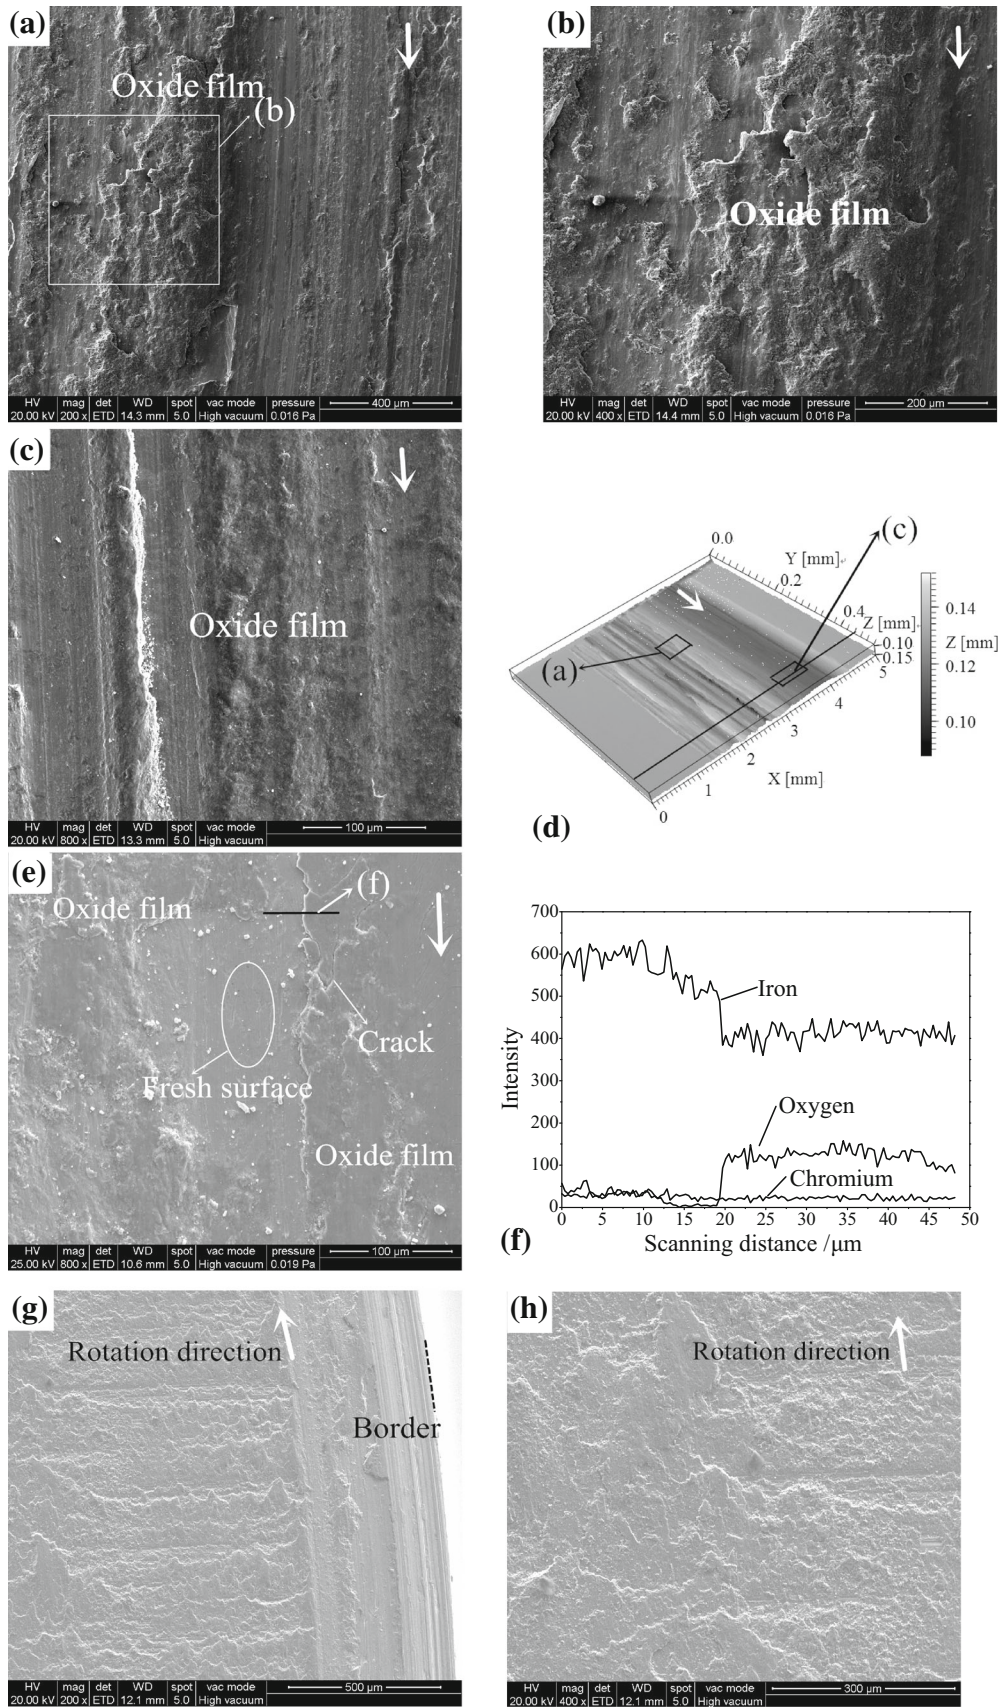 (a)
Oxide film
(b)
HV mag det WD spot vac mode pressure 400 µm
20.00 kV 200 x ETD 14.3 mm 5.0 High vacuum 0.016 Pa
(b)
Oxide film
HV mag det WD spot vac mode pressure 200 µm
20.00 kV 400 x ETD 14.4 mm 5.0 High vacuum 0.016 Pa
(c)
Oxide film
HV mag det WD spot vac mode 100 µm
20.00 kV 800 x ETD 13.3 mm 5.0 High vacuum
(c)
(a)
0.0
Y [mm]
0.2
0.4
Z [mm]
0.10
0.15
5
4
3
2
1
0
X [mm]
0.14
Z [mm]
0.12
0.10
(d)
(e)
Oxide film
(f)
Crack
Fresh surface
Oxide film
HV mag det WD spot vac mode pressure 100 µm
25.00 kV 800 x ETD 10.6 mm 5.0 High vacuum 0.019 Pa
700
600
500
400
300
200
100
0
Intensity
Iron
Oxygen
Chromium
0 5 10 15 20 25 30 35 40 45 50
Scanning distance /µm
(f)
(g)
Rotation direction
Border
HV mag det WD spot vac mode 500 µm
20.00 kV 200 x ETD 12.1 mm 5.0 High vacuum
(h)
Rotation direction
HV mag det WD spot vac mode 300 µm
20.00 kV 400 x ETD 12.1 mm 5.0 High vacuum